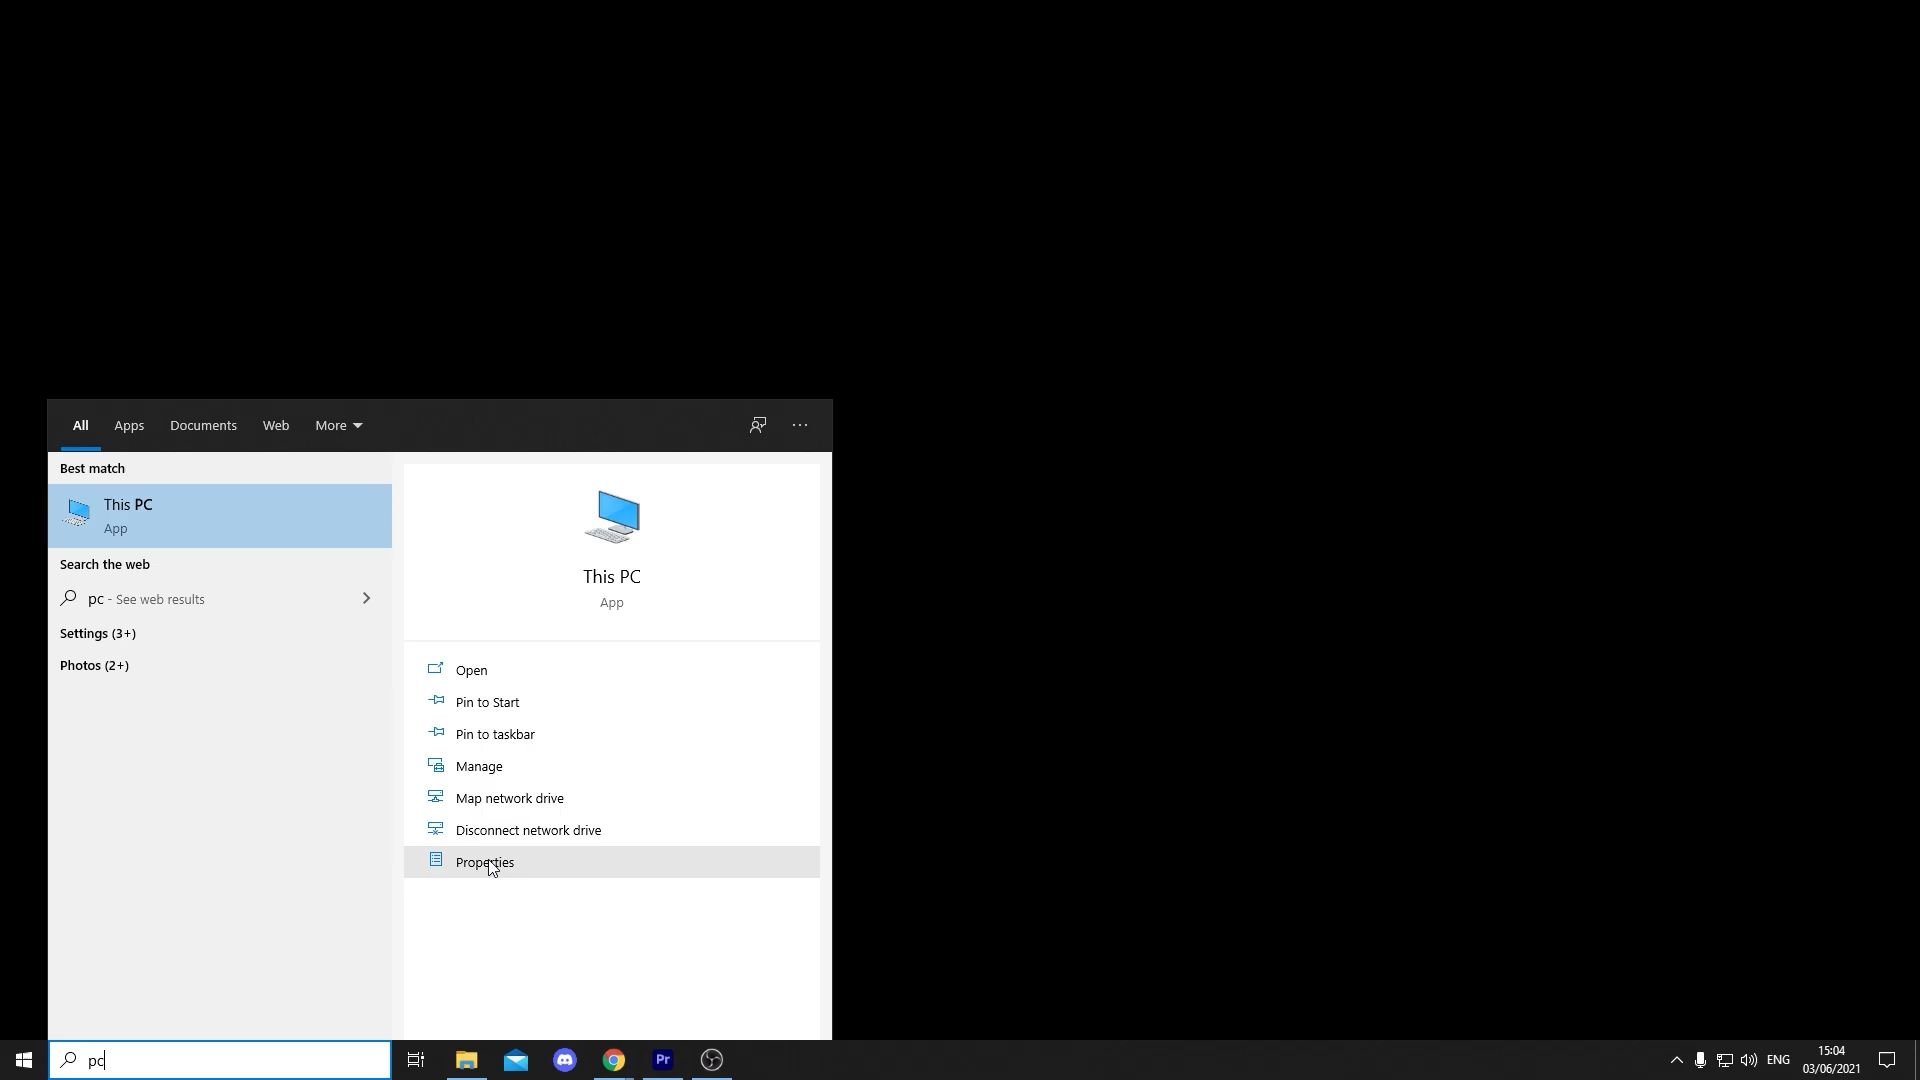 All Apps Documents Web More
Best match
This PC
App
Search the web
pc - See web results
Settings (3+)
Photos (2+)
This PC
App
Open
Pin to Start
Pin to taskbar
Manage
Map network drive
Disconnect network drive
Properties
pc
Pr
ENG
15:04
03/06/2021